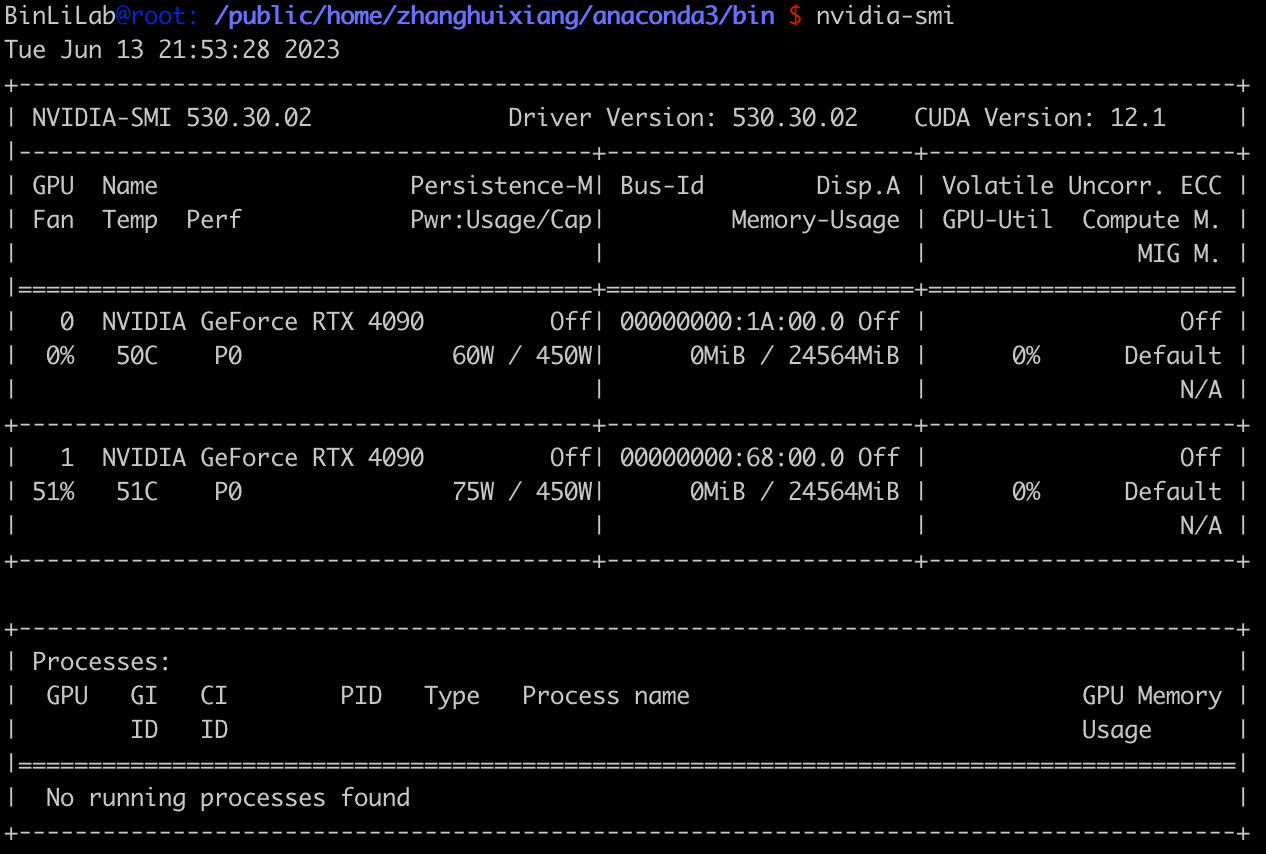 BinLiLab@root: /public/home/zhanghuixiang/anaconda3/bin $ nvidia-smi
Tue Jun 13 21:53:28 2023
+---------------------------------------------------------------------------------------+
| NVIDIA-SMI 530.30.02              Driver Version: 530.30.02    CUDA Version: 12.1     |
|-----------------------------------------+----------------------+----------------------+
| GPU  Name                  Persistence-M| Bus-Id        Disp.A | Volatile Uncorr. ECC |
| Fan  Temp  Perf            Pwr:Usage/Cap|         Memory-Usage | GPU-Util  Compute M. |
|                                         |                      |               MIG M. |
|=========================================+======================+======================|
|   0  NVIDIA GeForce RTX 4090         Off| 00000000:1A:00.0 Off |                  Off |
|  0%   50C    P0               60W / 450W|      0MiB / 24564MiB |      0%      Default |
|                                         |                      |                  N/A |
+-----------------------------------------+----------------------+----------------------+
|   1  NVIDIA GeForce RTX 4090         Off| 00000000:68:00.0 Off |                  Off |
| 51%   51C    P0               75W / 450W|      0MiB / 24564MiB |      0%      Default |
|                                         |                      |                  N/A |
+-----------------------------------------+----------------------+----------------------+

+---------------------------------------------------------------------------------------+
| Processes:                                                                            |
|  GPU   GI   CI        PID   Type   Process name                            GPU Memory |
|        ID   ID                                                             Usage      |
|=======================================================================================|
|  No running processes found                                                           |
+---------------------------------------------------------------------------------------+